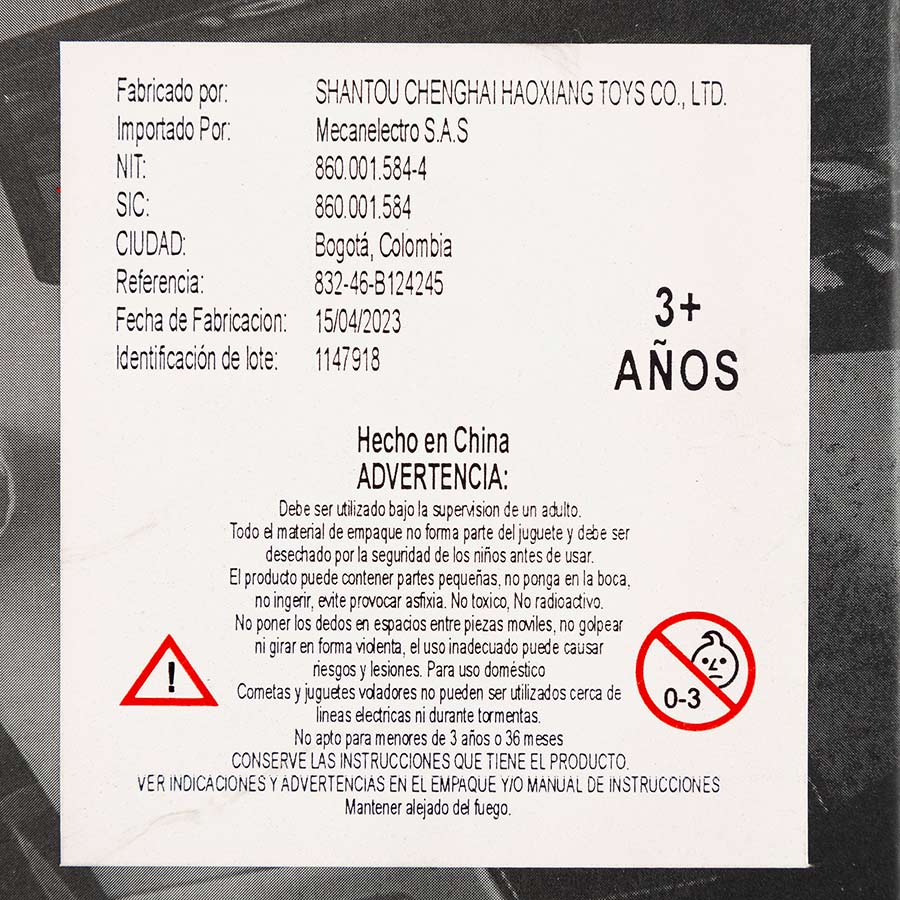 Fabricado por: SHANTOU CHENGHAI HAOXIANG TOYS CO., LTD.
Importado Por: Mecanelectro S.A.S
NIT: 860.001.584-4
SIC: 860.001.584
CIUDAD: Bogotá, Colombia
Referencia: 832-46-B124245
Fecha de Fabricacion: 15/04/2023
Identificación de lote: 1147918
3+
AÑOS
Hecho en China
ADVERTENCIA:
Debe ser utilizado bajo la supervision de un adulto.
Todo el material de empaque no forma parte del juguete y debe ser
desechado por la seguridad de los niños antes de usar.
El producto puede contener partes pequeñas, no ponga en la boca,
no ingerir, evite provocar asfixia. No toxico, No radioactivo.
No poner los dedos en espacios entre piezas moviles, no golpear
ni girar en forma violenta, el uso inadecuado puede causar
riesgos y lesiones. Para uso doméstico
Cometas y juguetes voladores no pueden ser utilizados cerca de
lineas electricas ni durante tormentas.
No apto para menores de 3 años o 36 meses
CONSERVE LAS INSTRUCCIONES QUE TIENE EL PRODUCTO.
VER INDICACIONES Y ADVERTENCIAS EN EL EMPAQUE Y/O MANUAL DE INSTRUCCIONES
Mantener alejado del fuego.
!
0-3